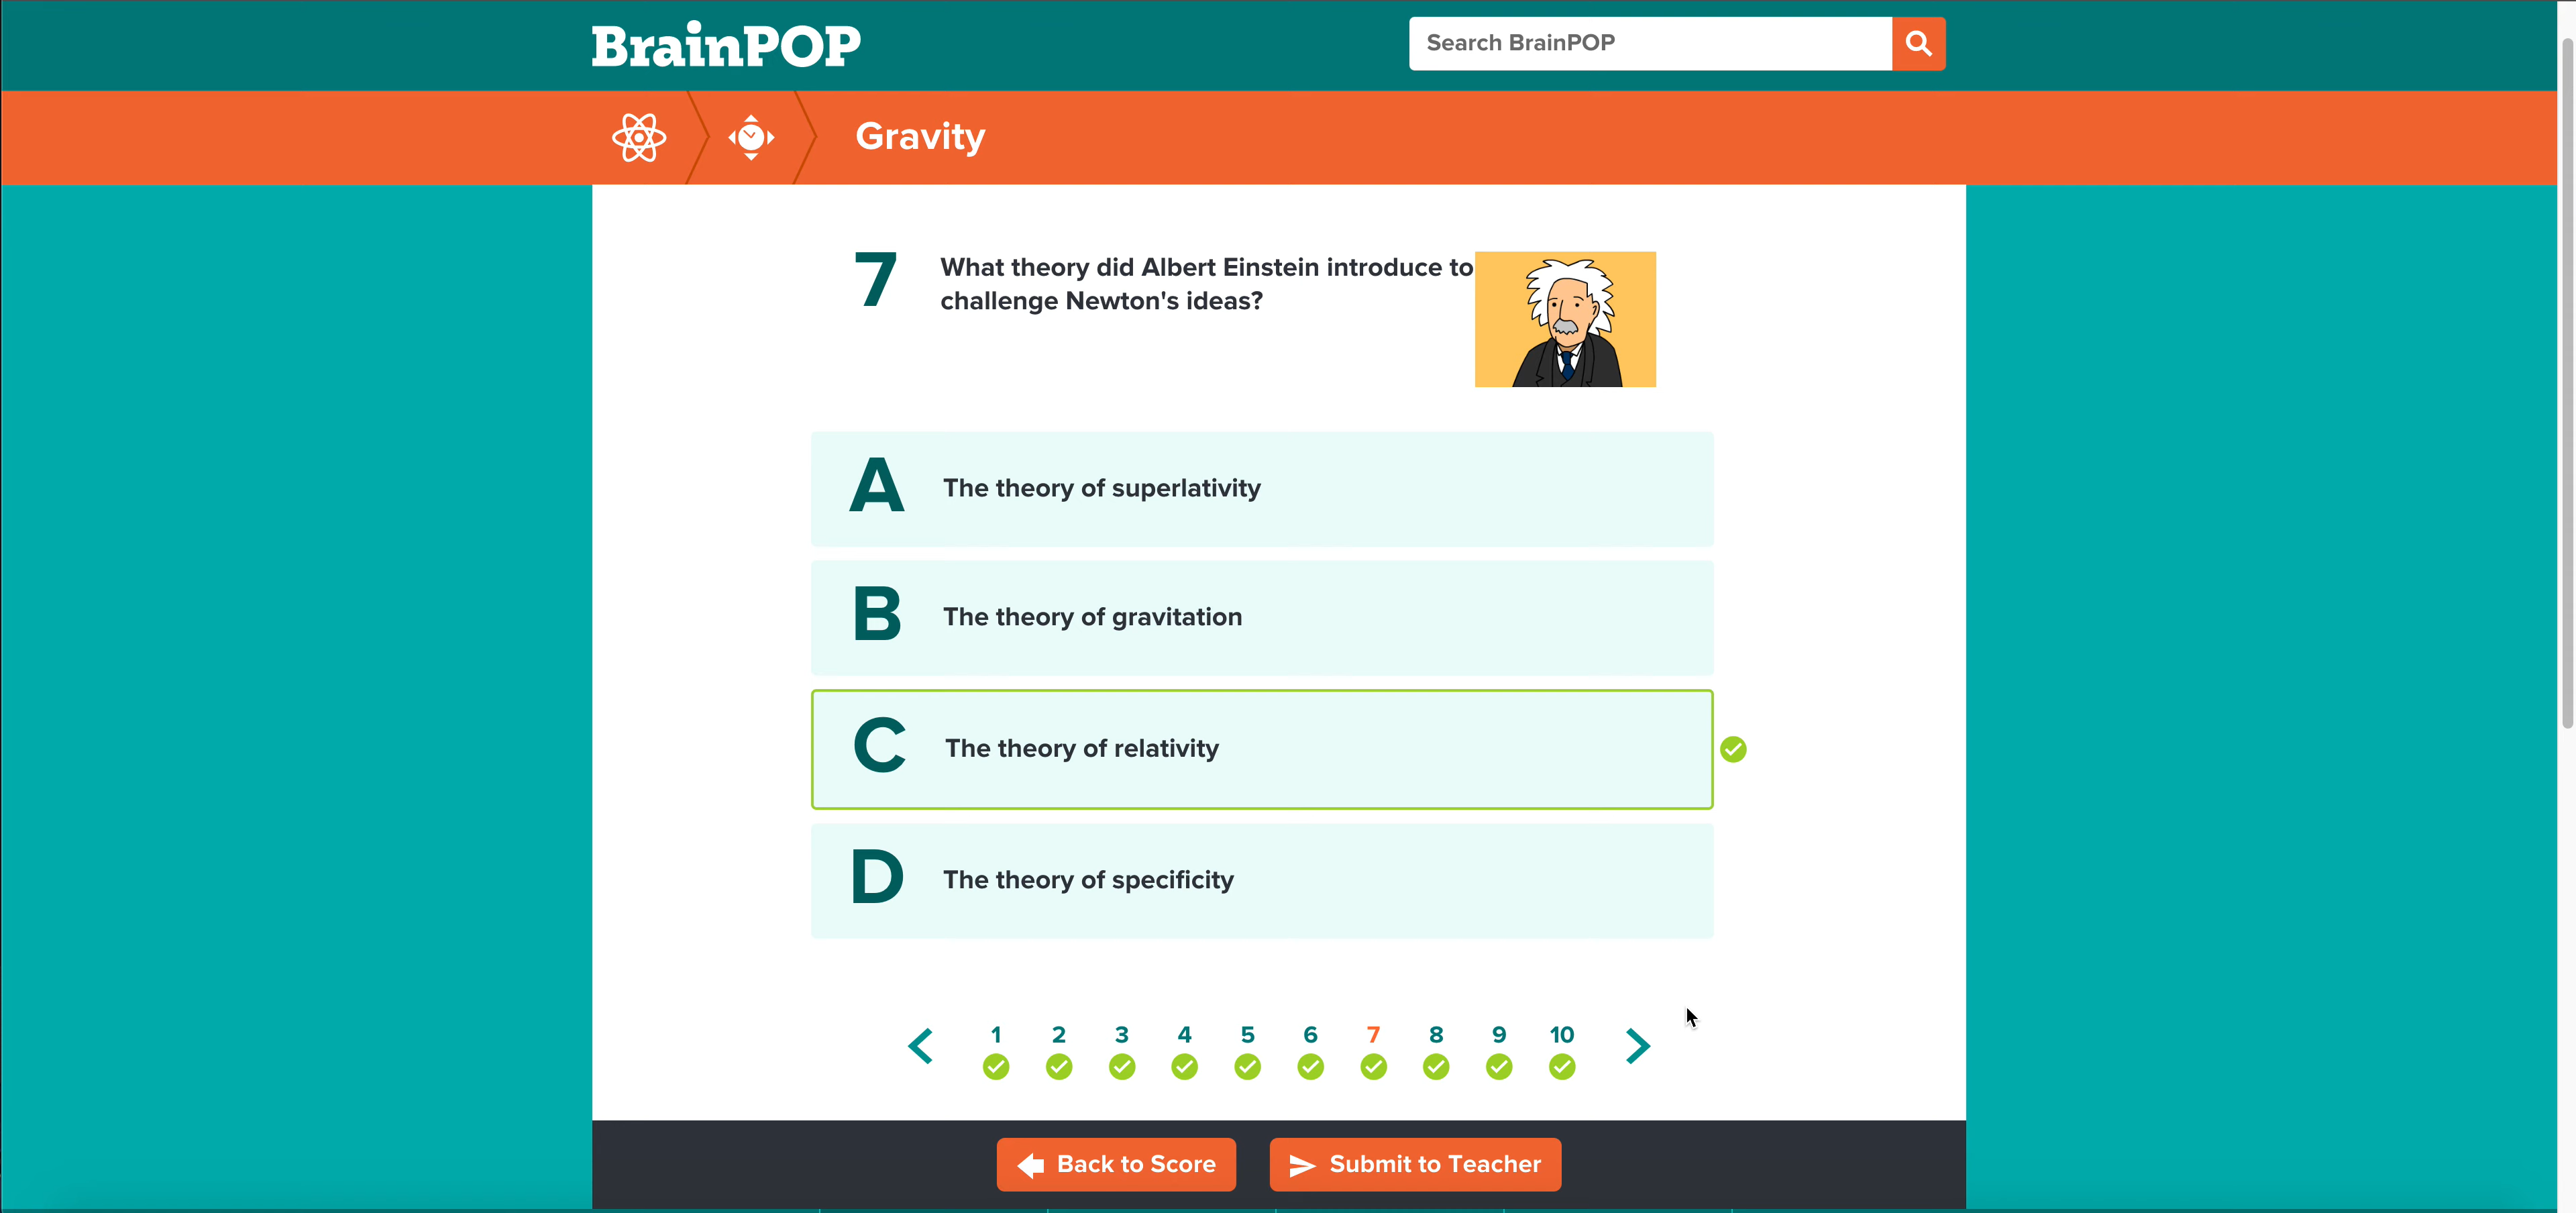 BrainPOP
Search BrainPOP
Gravity
7
What theory did Albert Einstein introduce to
challenge Newton's ideas?
A The theory of superlativity
B The theory of gravitation
C The theory of relativity
D The theory of specificity
1 2 3 4 5 6 7 8 9 10
Back to Score
Submit to Teacher